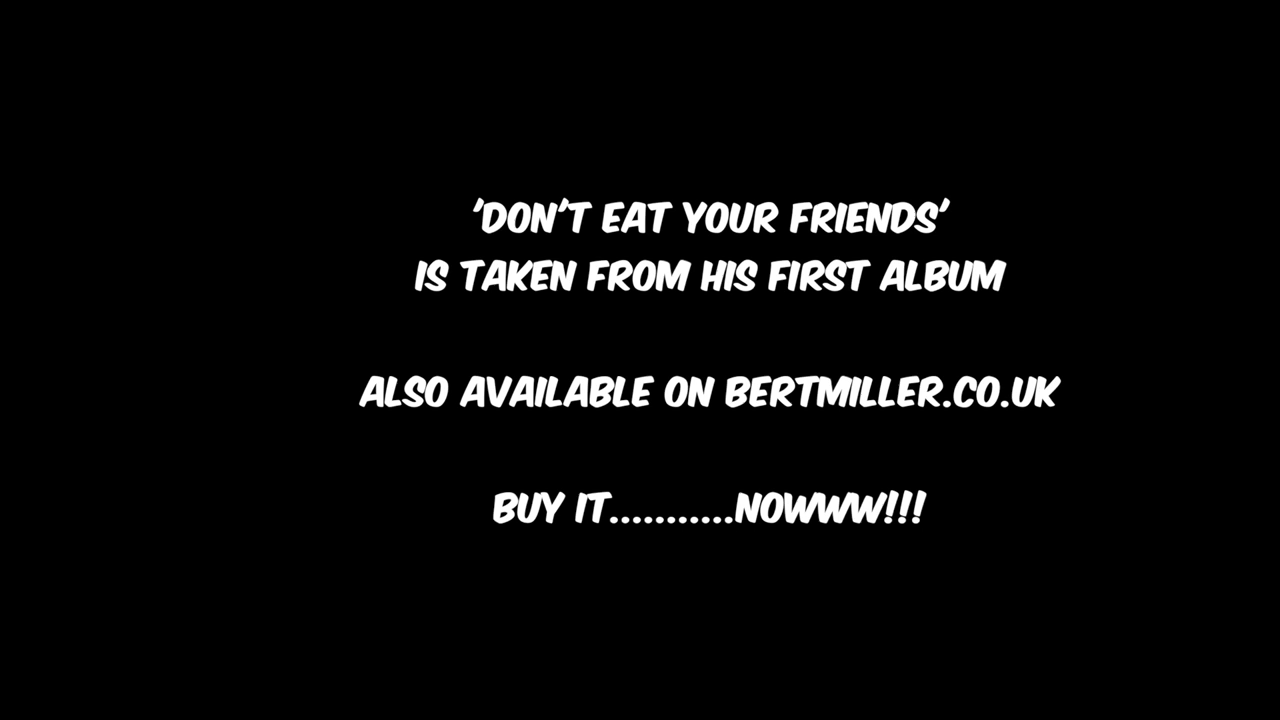 'DON'T EAT YOUR FRIENDS'
IS TAKEN FROM HIS FIRST ALBUM
ALSO AVAILABLE ON BERTMILLER.CO.UK
BUY IT...........NOWWW!!!